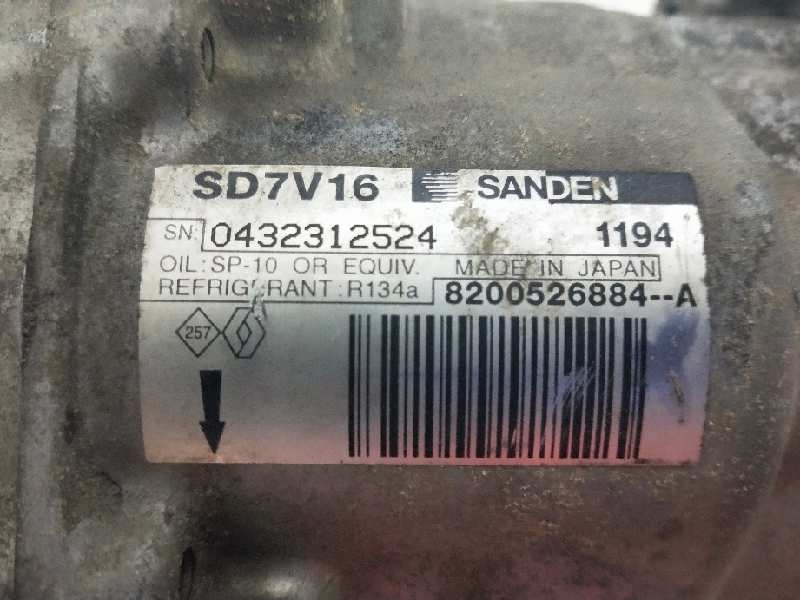 SD7V16 SANDEN
SN: 0432312524 1194
OIL:SP-10 OR EQUIV. MADE IN JAPAN
REFRIGERANT:R134a 8200526884--A
257